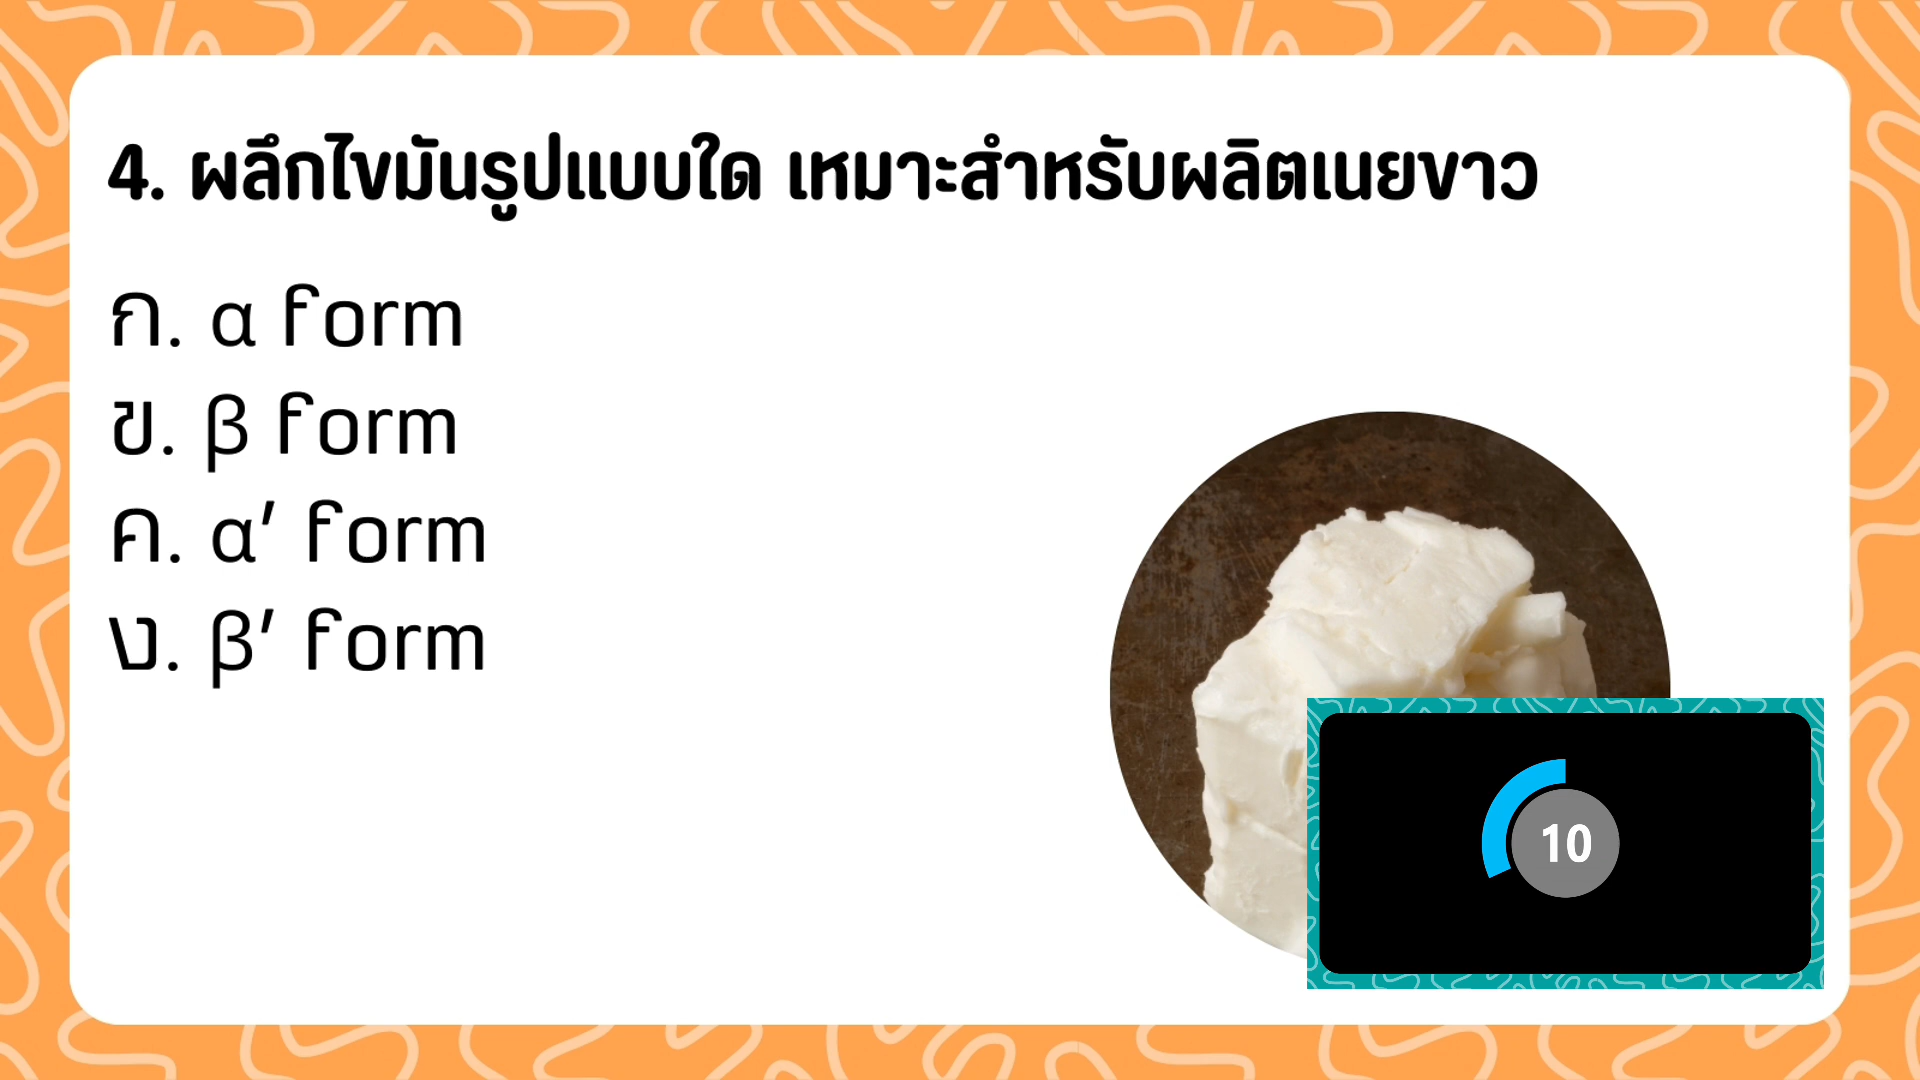 4. ผลึกไขมันรูปแบบใด เหมาะสำหรับผลิตเนยขาว
ก. α form
ข. β form
ค. α’ form
ง. β’ form
10